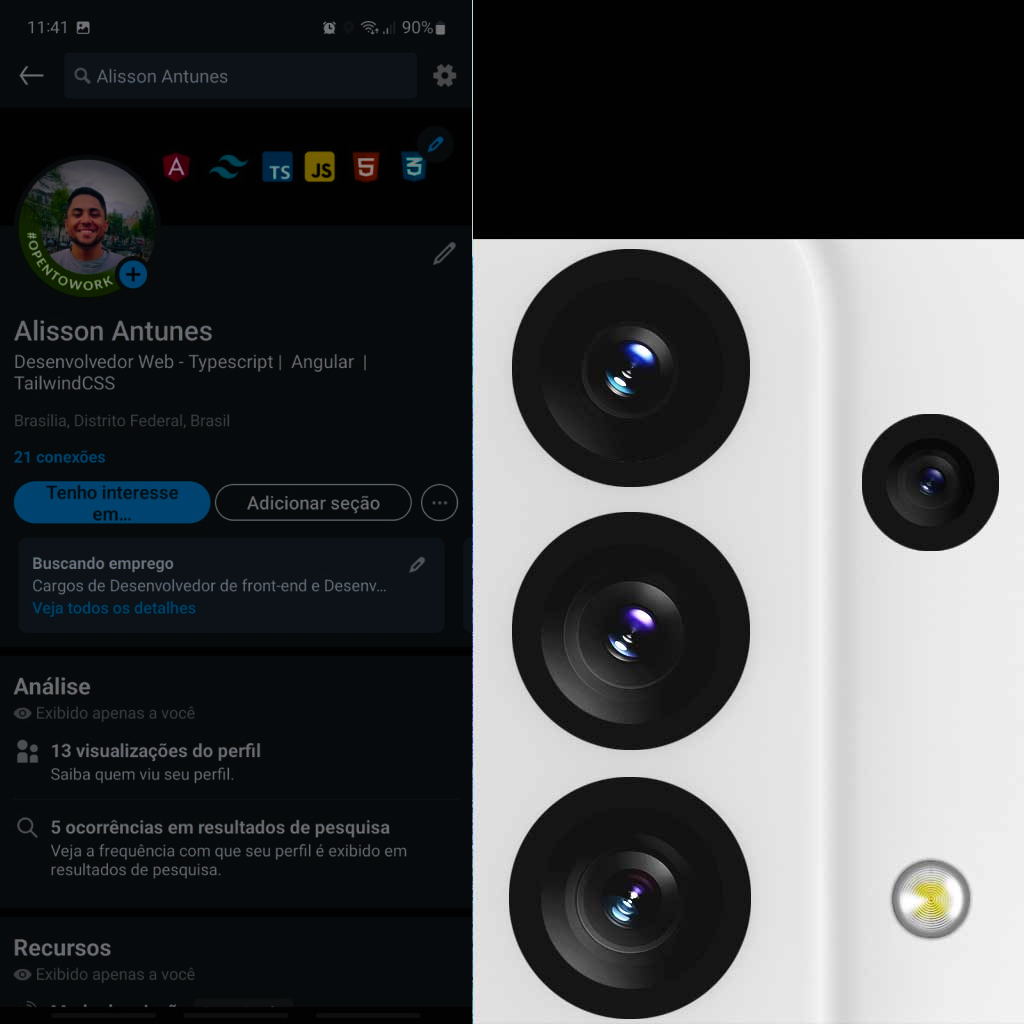 11:41
90%
Alisson Antunes
A
TS
JS
5
3
#OPENTOWORK
Alisson Antunes
Desenvolvedor Web - Typescript | Angular |
TailwindCSS
Brasília, Distrito Federal, Brasil
21 conexões
Tenho interesse
em...
Adicionar seção
Buscando emprego
Cargos de Desenvolvedor de front-end e Desenv...
Veja todos os detalhes
Análise
Exibido apenas a você
13 visualizações do perfil
Saiba quem viu seu perfil.
5 ocorrências em resultados de pesquisa
Veja a frequência com que seu perfil é exibido em
resultados de pesquisa.
Recursos
Exibido apenas a você